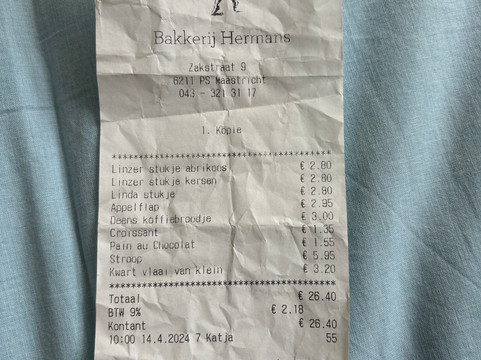 Bakkerij Hermans
Zakstraat 9
6211 PS Maastricht
043 - 321 31 17
1. Kopie
****************************************
Linzer stukje abrikoos € 2.80
Linzer stukje kersen € 2.80
Linda stukje € 2.80
Appelflap € 2.95
Deens koffiebroodje € 3.00
Croissant € 1.35
Pain au Chocolat € 1.55
Stroop € 5.95
Kwart vlaai van klein € 3.20
****************************************
Totaal € 26.40
BTW 9% € 2.18
Kontant € 26.40
10:00 14.4.2024 7 Katja 55